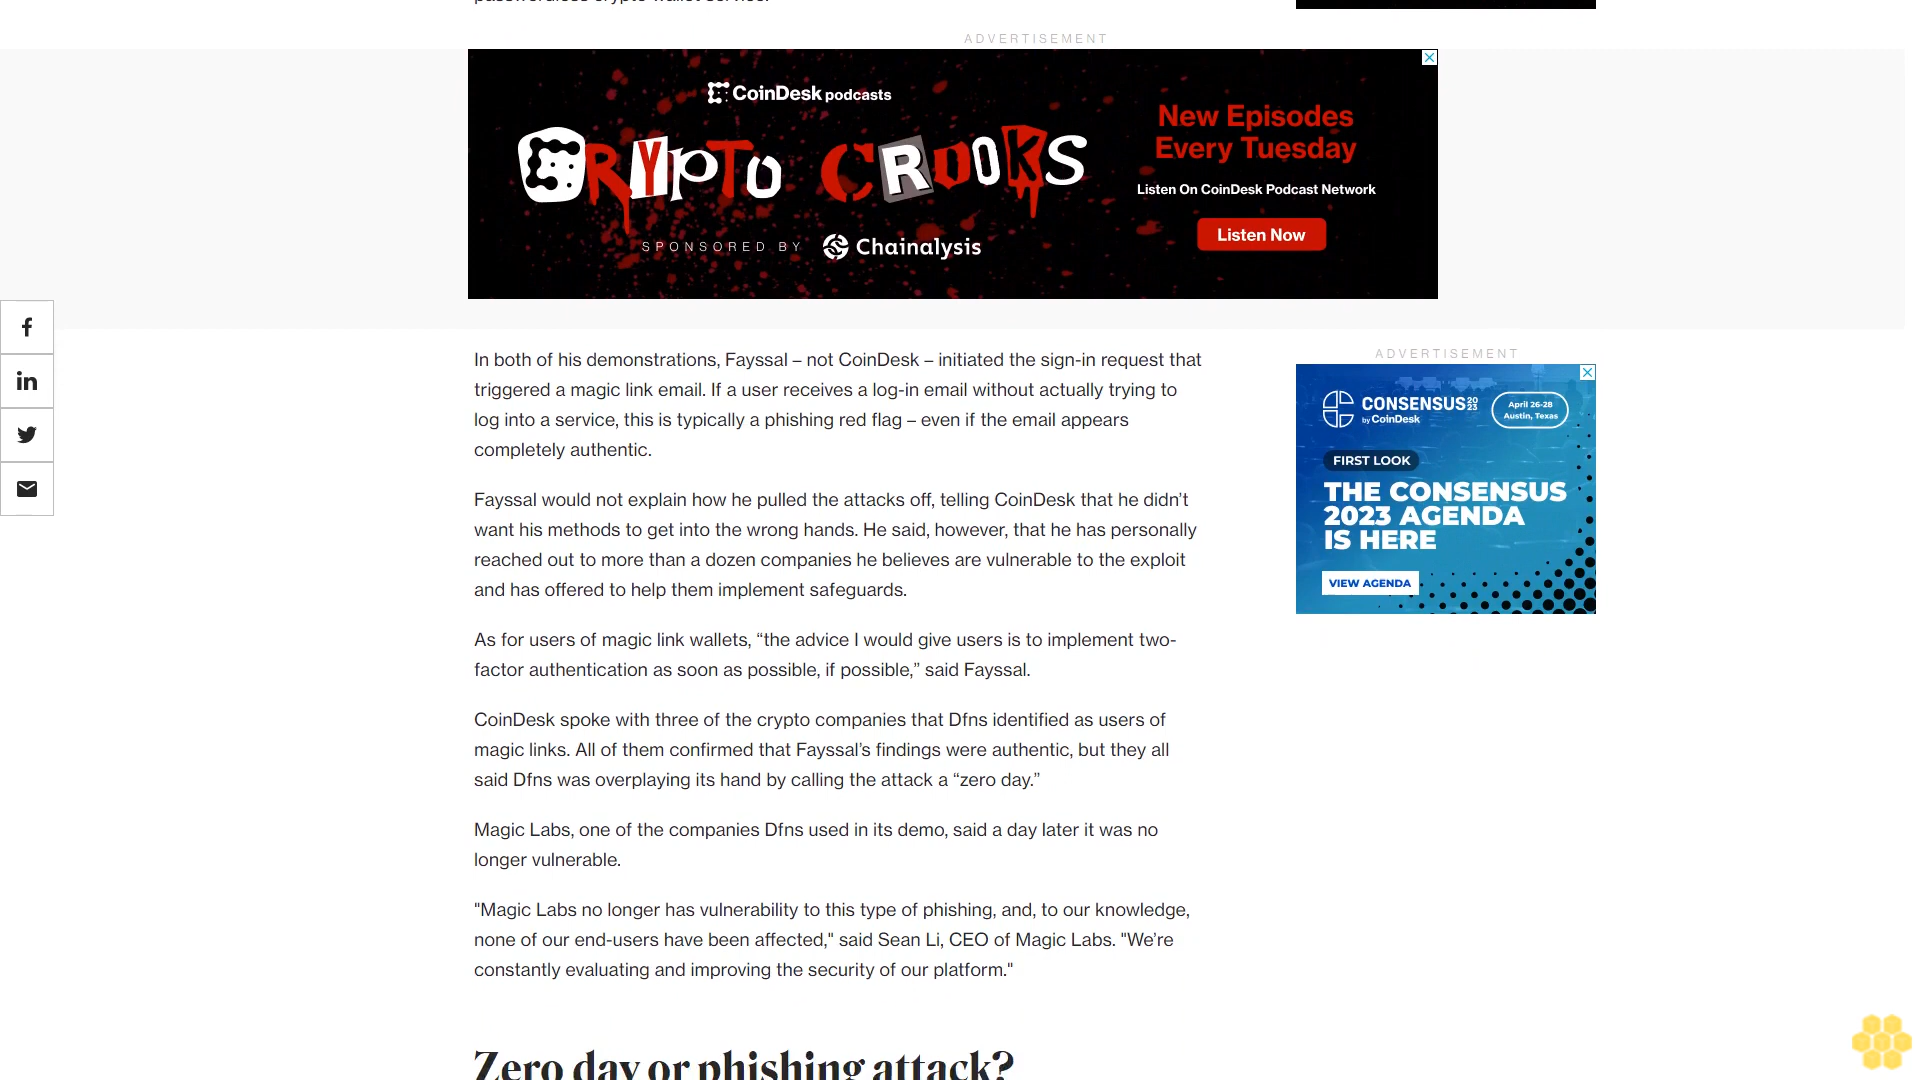 ADVERTISEMENT
CoinDesk podcasts
CRYPTO CROOKS
SPONSORED BY Chainalysis
New Episodes
Every Tuesday
Listen On CoinDesk Podcast Network
Listen Now
In both of his demonstrations, Fayssal – not CoinDesk – initiated the sign-in request that
triggered a magic link email. If a user receives a log-in email without actually trying to
log into a service, this is typically a phishing red flag – even if the email appears
completely authentic.
Fayssal would not explain how he pulled the attacks off, telling CoinDesk that he didn’t
want his methods to get into the wrong hands. He said, however, that he has personally
reached out to more than a dozen companies he believes are vulnerable to the exploit
and has offered to help them implement safeguards.
As for users of magic link wallets, “the advice I would give users is to implement two-
factor authentication as soon as possible, if possible,” said Fayssal.
CoinDesk spoke with three of the crypto companies that Dfns identified as users of
magic links. All of them confirmed that Fayssal’s findings were authentic, but they all
said Dfns was overplaying its hand by calling the attack a “zero day.”
Magic Labs, one of the companies Dfns used in its demo, said a day later it was no
longer vulnerable.
"Magic Labs no longer has vulnerability to this type of phishing, and, to our knowledge,
none of our end-users have been affected," said Sean Li, CEO of Magic Labs. "We’re
constantly evaluating and improving the security of our platform."
Zero day or phishing attack?
ADVERTISEMENT
CONSENSUS 2023
by CoinDesk
April 26-28
Austin, Texas
FIRST LOOK
THE CONSENSUS
2023 AGENDA
IS HERE
VIEW AGENDA